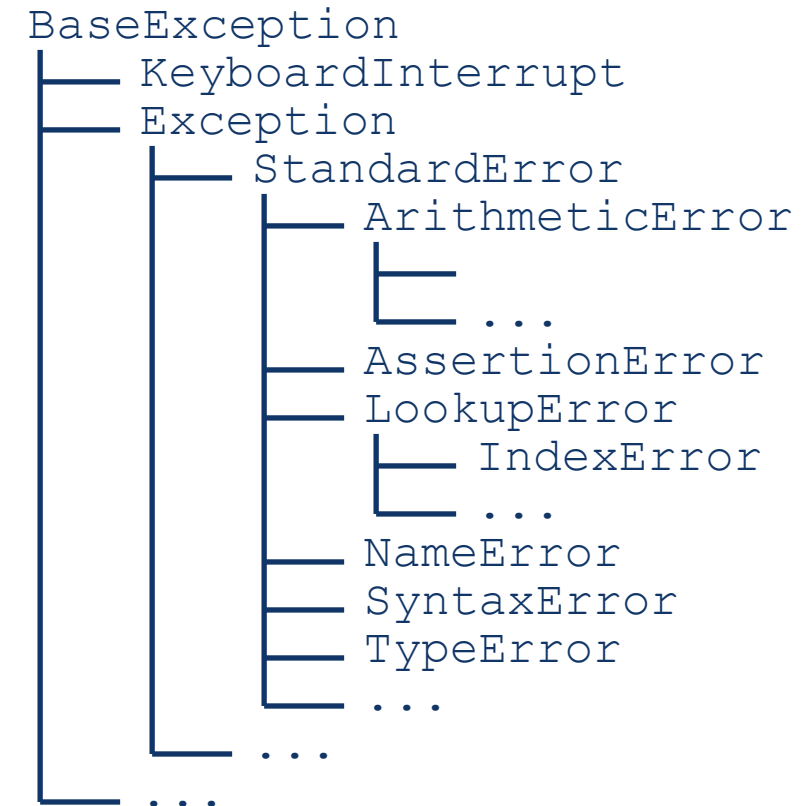 BaseException
KeyboardInterrupt
Exception
StandardError
ArithmeticError
...
AssertionError
LookupError
IndexError
...
NameError
SyntaxError
TypeError
...
...
...